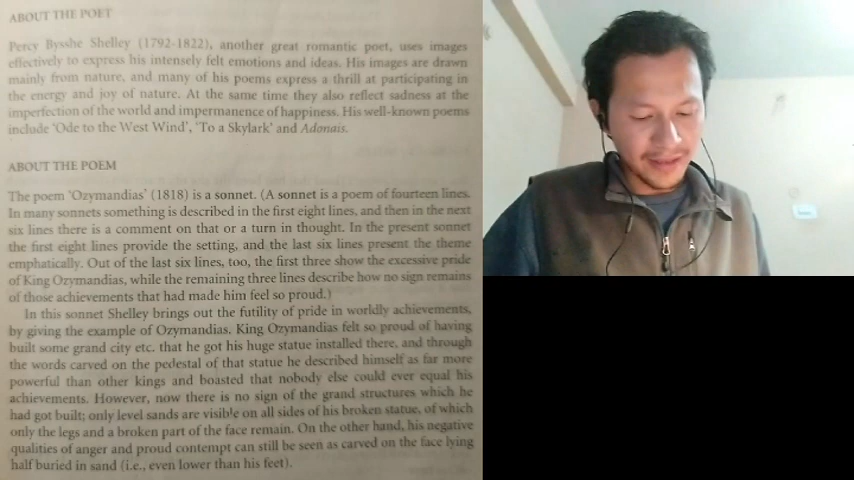 ABOUT THE POET
Percy Bysshe Shelley (1792-1822), another great romantic poet, uses images
effectively to express his intensely felt emotions and ideas. His images are drawn
mainly from nature, and many of his poems express a thrill at participating in
the energy and joy of nature. At the same time they also reflect sadness at the
imperfection of the world and impermanence of happiness. His well-known poems
include 'Ode to the West Wind', 'To a Skylark' and Adonais.
ABOUT THE POEM
The poem 'Ozymandias' (1818) is a sonnet. (A sonnet is a poem of fourteen lines.
In many sonnets something is described in the first eight lines, and then in the next
six lines there is a comment on that or a turn in thought. In the present sonnet
the first eight lines provide the setting, and the last six lines present the theme
emphatically. Out of the last six lines, too, the first three show the excessive pride
of King Ozymandias, while the remaining three lines describe how no sign remains
of those achievements that had made him feel so proud.)
In this sonnet Shelley brings out the futility of pride in worldly achievements,
by giving the example of Ozymandias. King Ozymandias felt so proud of having
built some grand city etc. that he got his huge statue installed there, and through
the words carved on the pedestal of that statue he described himself as far more
powerful than other kings and boasted that nobody else could ever equal his
achievements. However, now there is no sign of the grand structures which he
had got built; only level sands are visible on all sides of his broken statue, of which
only the legs and a broken part of the face remain. On the other hand, his negative
qualities of anger and proud contempt can still be seen as carved on the face lying
half buried in sand (i.e., even lower than his feet).